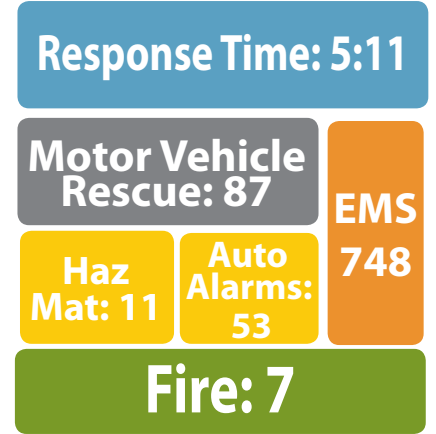 Response Time: 5:11
Motor Vehicle
Rescue: 87
EMS
748
Haz
Mat: 11
Auto
Alarms:
53
Fire: 7